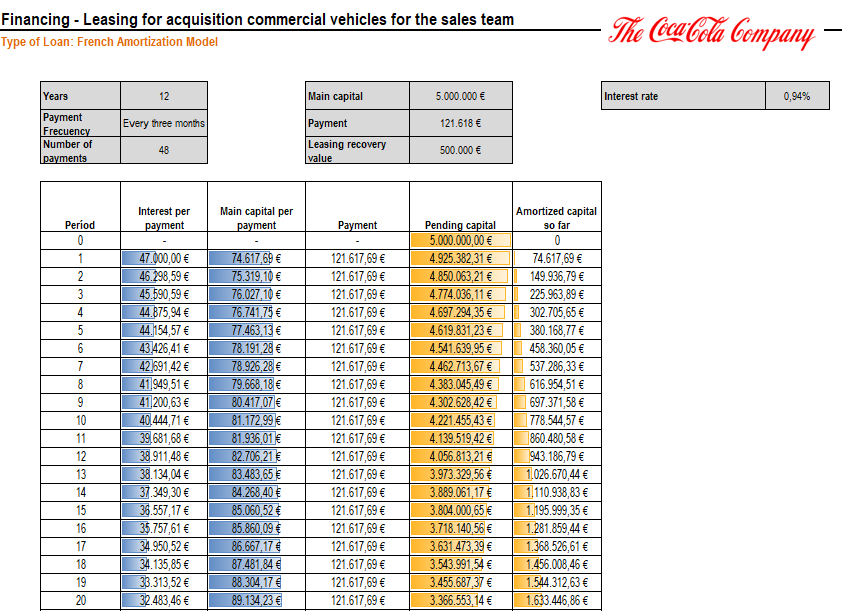 Financing - Leasing for acquisition commercial vehicles for the sales team
The Coca-Cola Company
Type of Loan: French Amortization Model
Years 12 Main capital 5.000.000 € Interest rate 0,94%
Payment Frecuency Every three months Payment 121.618 €
Number of payments 48 Leasing recovery value 500.000 €
Períod Interest per payment Main capital per payment Payment Pending capital Amortized capital so far
0 - - - 5.000.000,00 € 0
1 47.000,00 € 74.617,69 € 121.617,69 € 4.925.382,31 € 74.617,69 €
2 46.298,59 € 75.319,10 € 121.617,69 € 4.850.063,21 € 149.936,79 €
3 45.590,59 € 76.027,10 € 121.617,69 € 4.774.036,11 € 225.963,89 €
4 44.875,94 € 76.741,75 € 121.617,69 € 4.697.294,35 € 302.705,65 €
5 44.154,57 € 77.463,13 € 121.617,69 € 4.619.831,23 € 380.168,77 €
6 43.426,41 € 78.191,28 € 121.617,69 € 4.541.639,95 € 458.360,05 €
7 42.691,42 € 78.926,28 € 121.617,69 € 4.462.713,67 € 537.286,33 €
8 41.949,51 € 79.668,18 € 121.617,69 € 4.383.045,49 € 616.954,51 €
9 41.200,63 € 80.417,07 € 121.617,69 € 4.302.628,42 € 697.371,58 €
10 40.444,71 € 81.172,99 € 121.617,69 € 4.221.455,43 € 778.544,57 €
11 39.681,68 € 81.936,01 € 121.617,69 € 4.139.519,42 € 860.480,58 €
12 38.911,48 € 82.706,21 € 121.617,69 € 4.056.813,21 € 943.186,79 €
13 38.134,04 € 83.483,65 € 121.617,69 € 3.973.329,56 € 1.026.670,44 €
14 37.349,30 € 84.268,40 € 121.617,69 € 3.889.061,17 € 1.110.938,83 €
15 36.557,17 € 85.060,52 € 121.617,69 € 3.804.000,65 € 1.195.999,35 €
16 35.757,61 € 85.860,09 € 121.617,69 € 3.718.140,56 € 1.281.859,44 €
17 34.950,52 € 86.667,17 € 121.617,69 € 3.631.473,39 € 1.368.526,61 €
18 34.135,85 € 87.481,84 € 121.617,69 € 3.543.991,54 € 1.456.008,46 €
19 33.313,52 € 88.304,17 € 121.617,69 € 3.455.687,37 € 1.544.312,63 €
20 32.483,46 € 89.134,23 € 121.617,69 € 3.366.553,14 € 1.633.446,86 €